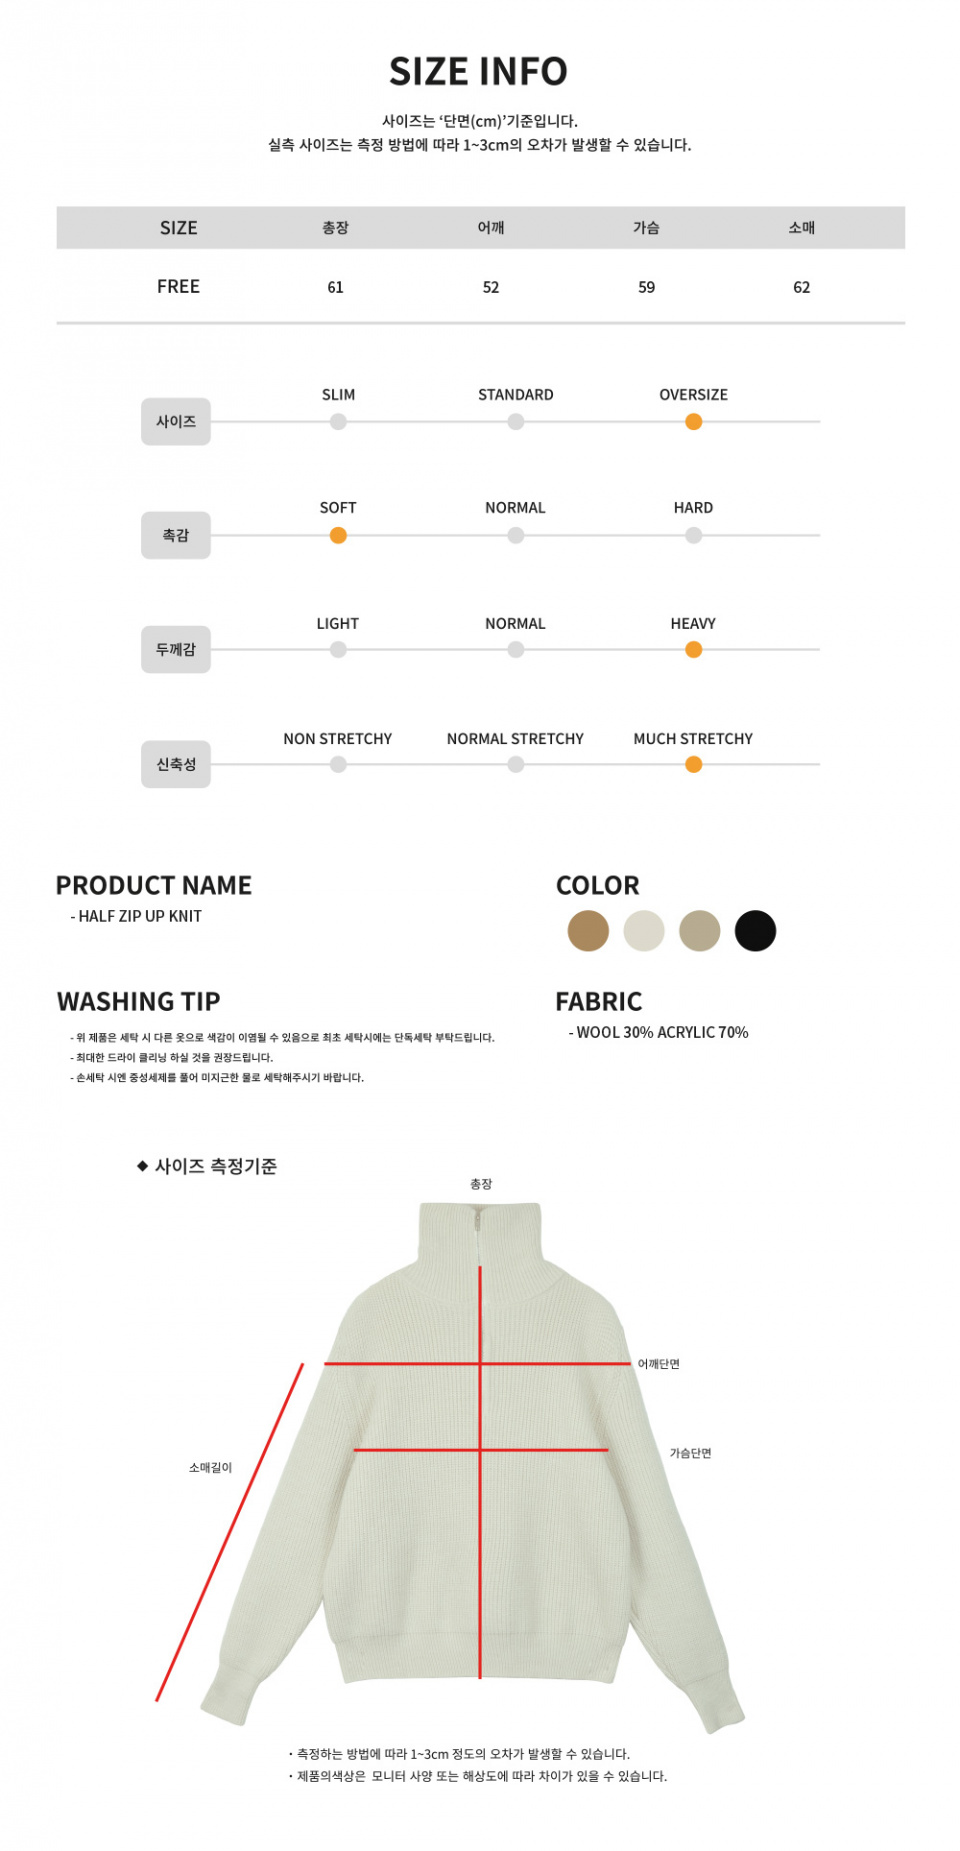 SIZE INFO
사이즈는 ‘단면(cm)’기준입니다.
실측 사이즈는 측정 방법에 따라 1~3cm의 오차가 발생할 수 있습니다.
SIZE 총장 어깨 가슴 소매
FREE 61 52 59 62
SLIM STANDARD OVERSIZE
사이즈
SOFT NORMAL HARD
촉감
LIGHT NORMAL HEAVY
두께감
NON STRETCHY NORMAL STRETCHY MUCH STRETCHY
신축성
PRODUCT NAME
- HALF ZIP UP KNIT
COLOR
WASHING TIP
- 위 제품은 세탁 시 다른 옷으로 색감이 이염될 수 있음으로 최초 세탁시에는 단독세탁 부탁드립니다.
- 최대한 드라이 클리닝 하실 것을 권장드립니다.
- 손세탁 시엔 중성세제를 풀어 미지근한 물로 세탁해주시기 바랍니다.
FABRIC
- WOOL 30% ACRYLIC 70%
◆ 사이즈 측정기준
총장
어깨단면
가슴단면
소매길이
· 측정하는 방법에 따라 1~3cm 정도의 오차가 발생할 수 있습니다.
· 제품의색상은 모니터 사양 또는 해상도에 따라 차이가 있을 수 있습니다.